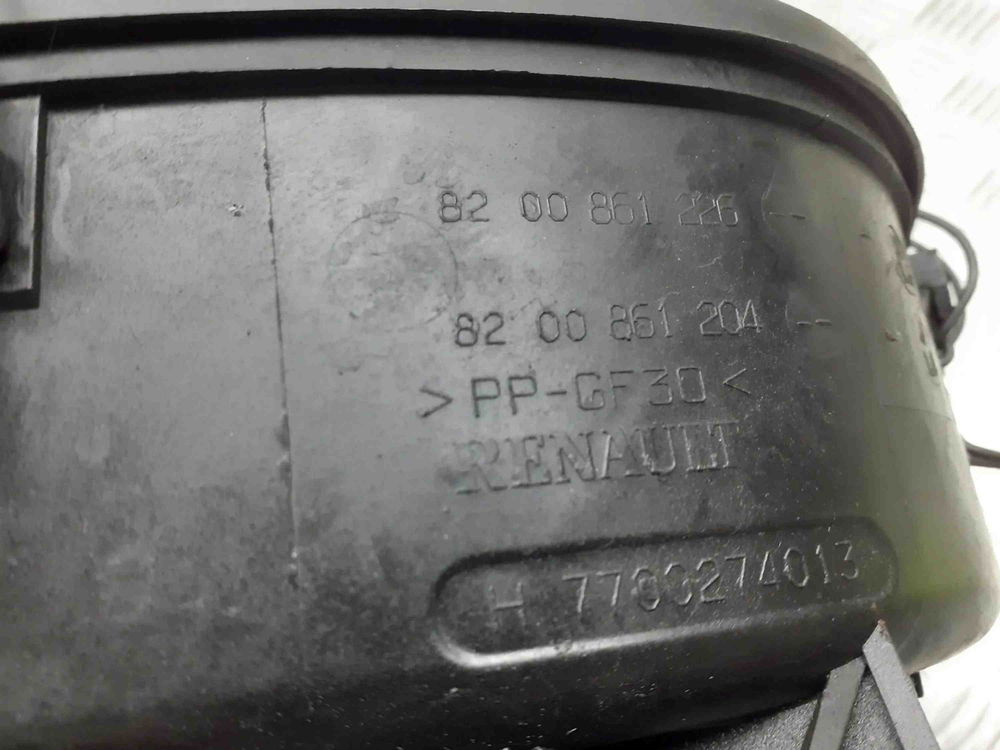 82 00 861 226 (--
82 00 861 204 (--
>PP-GF30<
RENAULT
H 7700274013